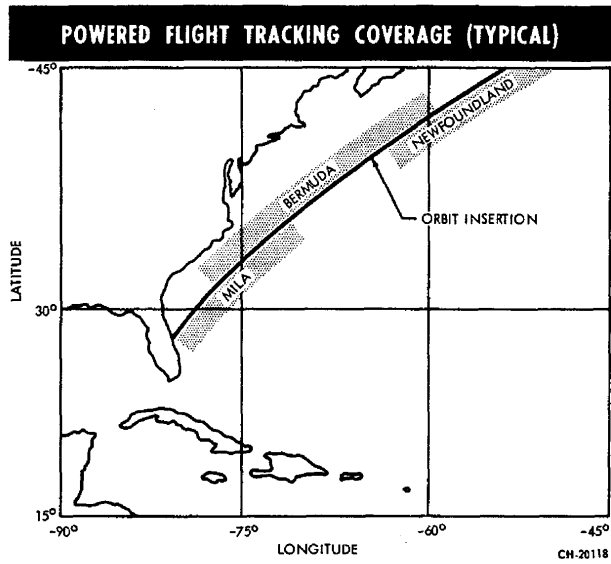 POWERED FLIGHT TRACKING COVERAGE (TYPICAL)
-45°
NEWFOUNDLAND
BERMUDA
ORBIT INSERTION
MILA
LATITUDE
30°
15°
-90°
-75°
-60°
-45°
LONGITUDE
CH-20118